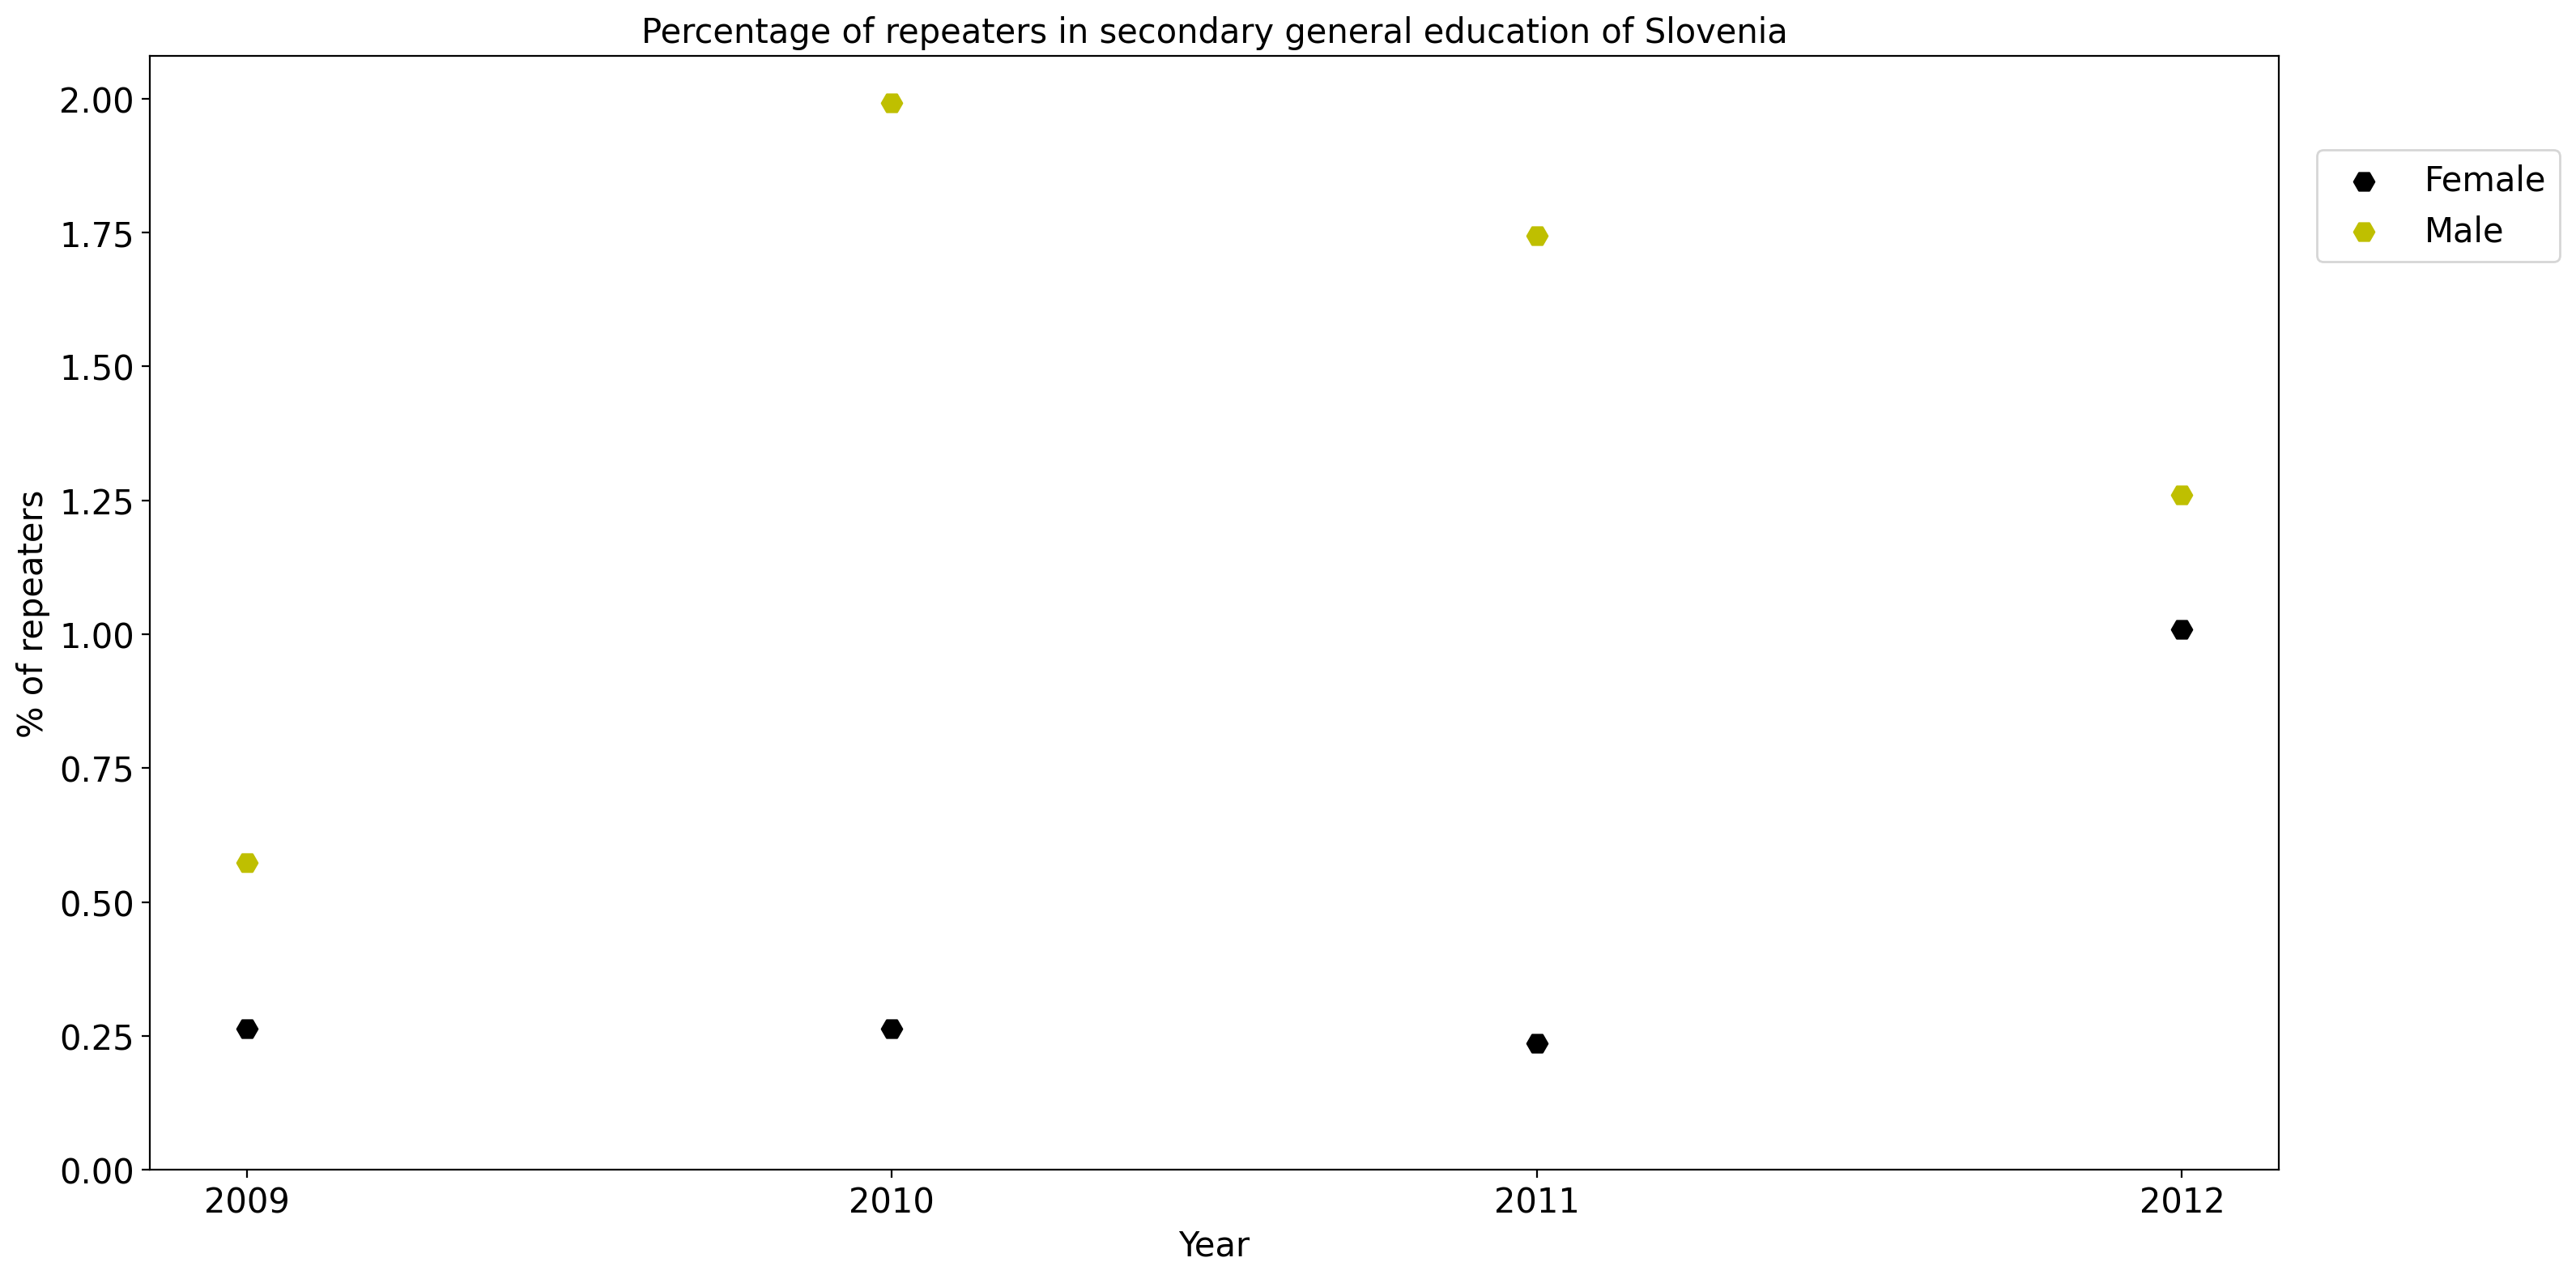 Percentage of repeaters in secondary general education of Slovenia
2.00
1.75
1.50
1.25
1.00
0.75
0.50
0.25
0.00
% of repeaters
2009
2010
2011
2012
Year
Female
Male